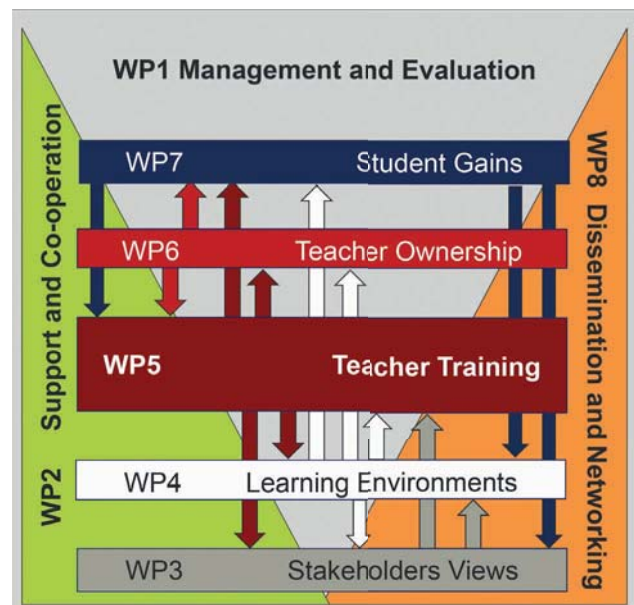 WP1 Management and Evaluation
WP7 Student Gains
WP6 Teacher Ownership
WP5 Teacher Training
WP4 Learning Environments
WP3 Stakeholders Views
WP2 Support and Co-operation
WP8 Dissemination and Networking